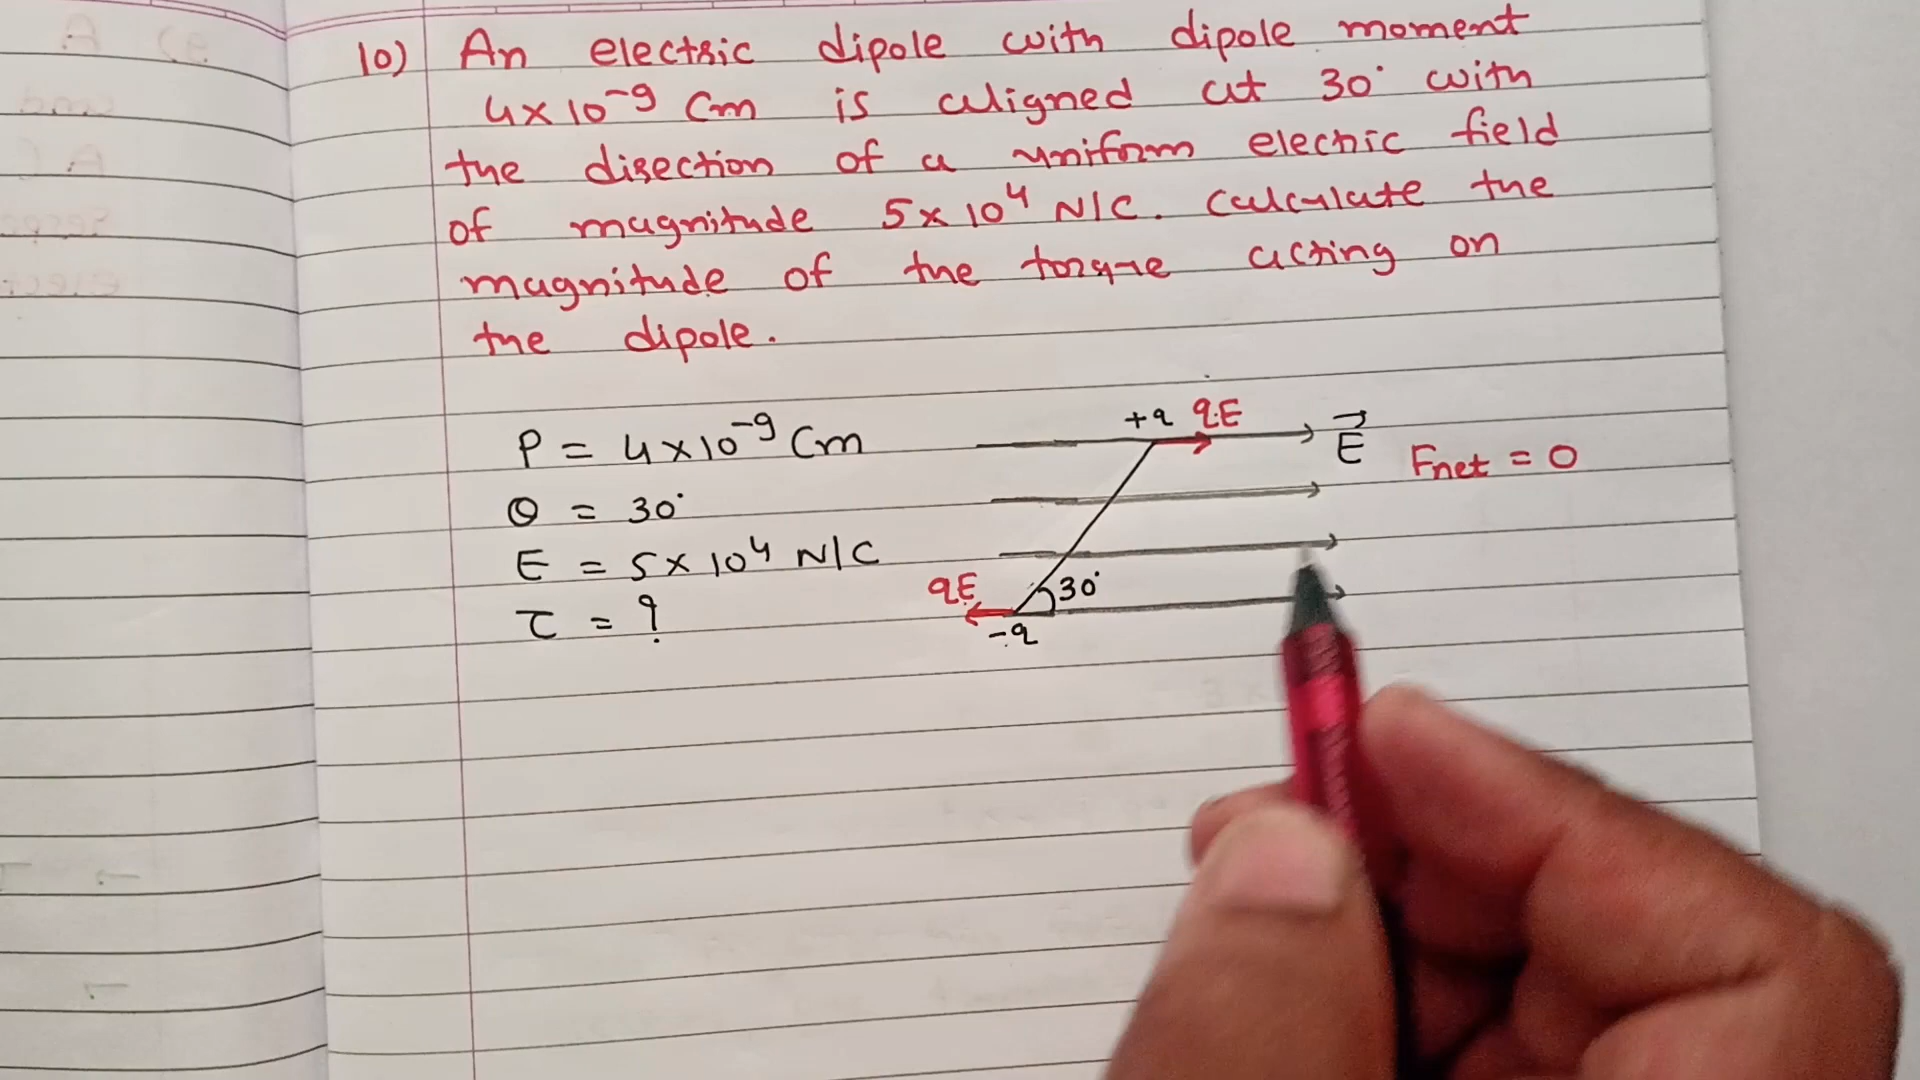 10) An electric dipole with dipole moment
4×10⁻⁹ Cm is aligned at 30° with
the direction of a uniform electric field
of magnitude 5×10⁴ N/C. Calculate the
magnitude of the torque acting on
the dipole.
P = 4×10⁻⁹ Cm
θ = 30°
E = 5×10⁴ N/C
τ = ?
+q qE
E⃗
Fnet = 0
qE
30°
-q